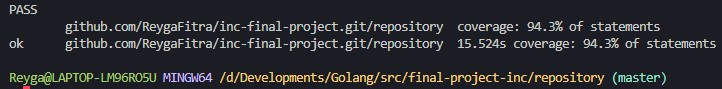 PASS
github.com/ReygaFitra/inc-final-project.git/repository coverage: 94.3% of statements
ok github.com/ReygaFitra/inc-final-project.git/repository 15.524s coverage: 94.3% of statements
Reyga@LAPTOP-LM96RO5U MINGW64 /d/Developments/Golang/src/final-project-inc/repository (master)